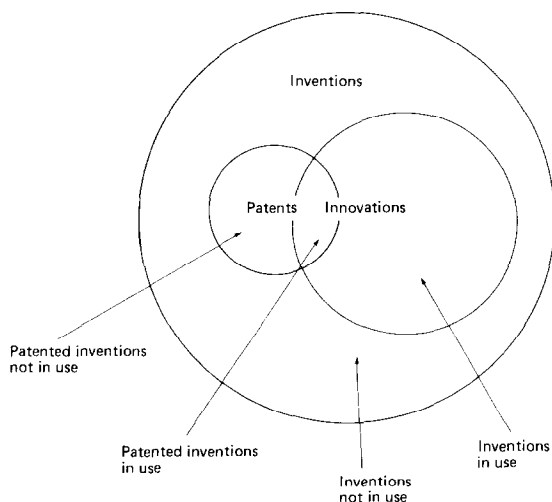 Inventions
Patents Innovations
Patented inventions
not in use
Patented inventions
in use
Inventions
not in use
Inventions
in use